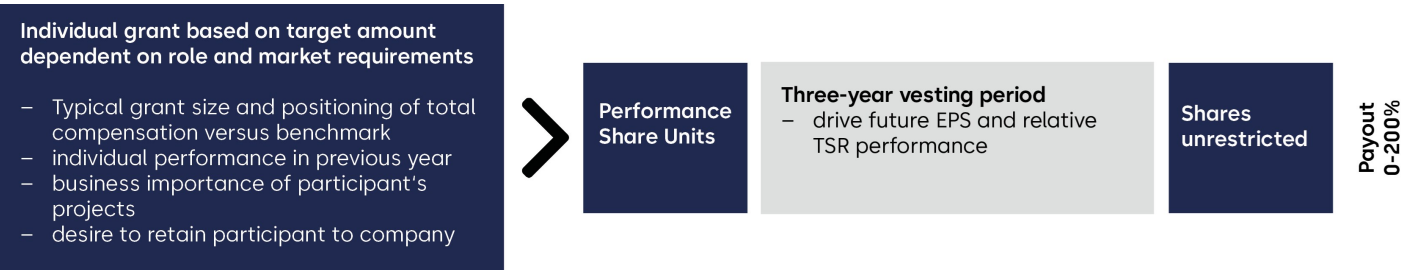 Individual grant based on target amount
dependent on role and market requirements
– Typical grant size and positioning of total
compensation versus benchmark
– individual performance in previous year
– business importance of participant‘s
projects
– desire to retain participant to company
Performance
Share Units
Three-year vesting period
– drive future EPS and relative
TSR performance
Shares
unrestricted
Payout
0-200%